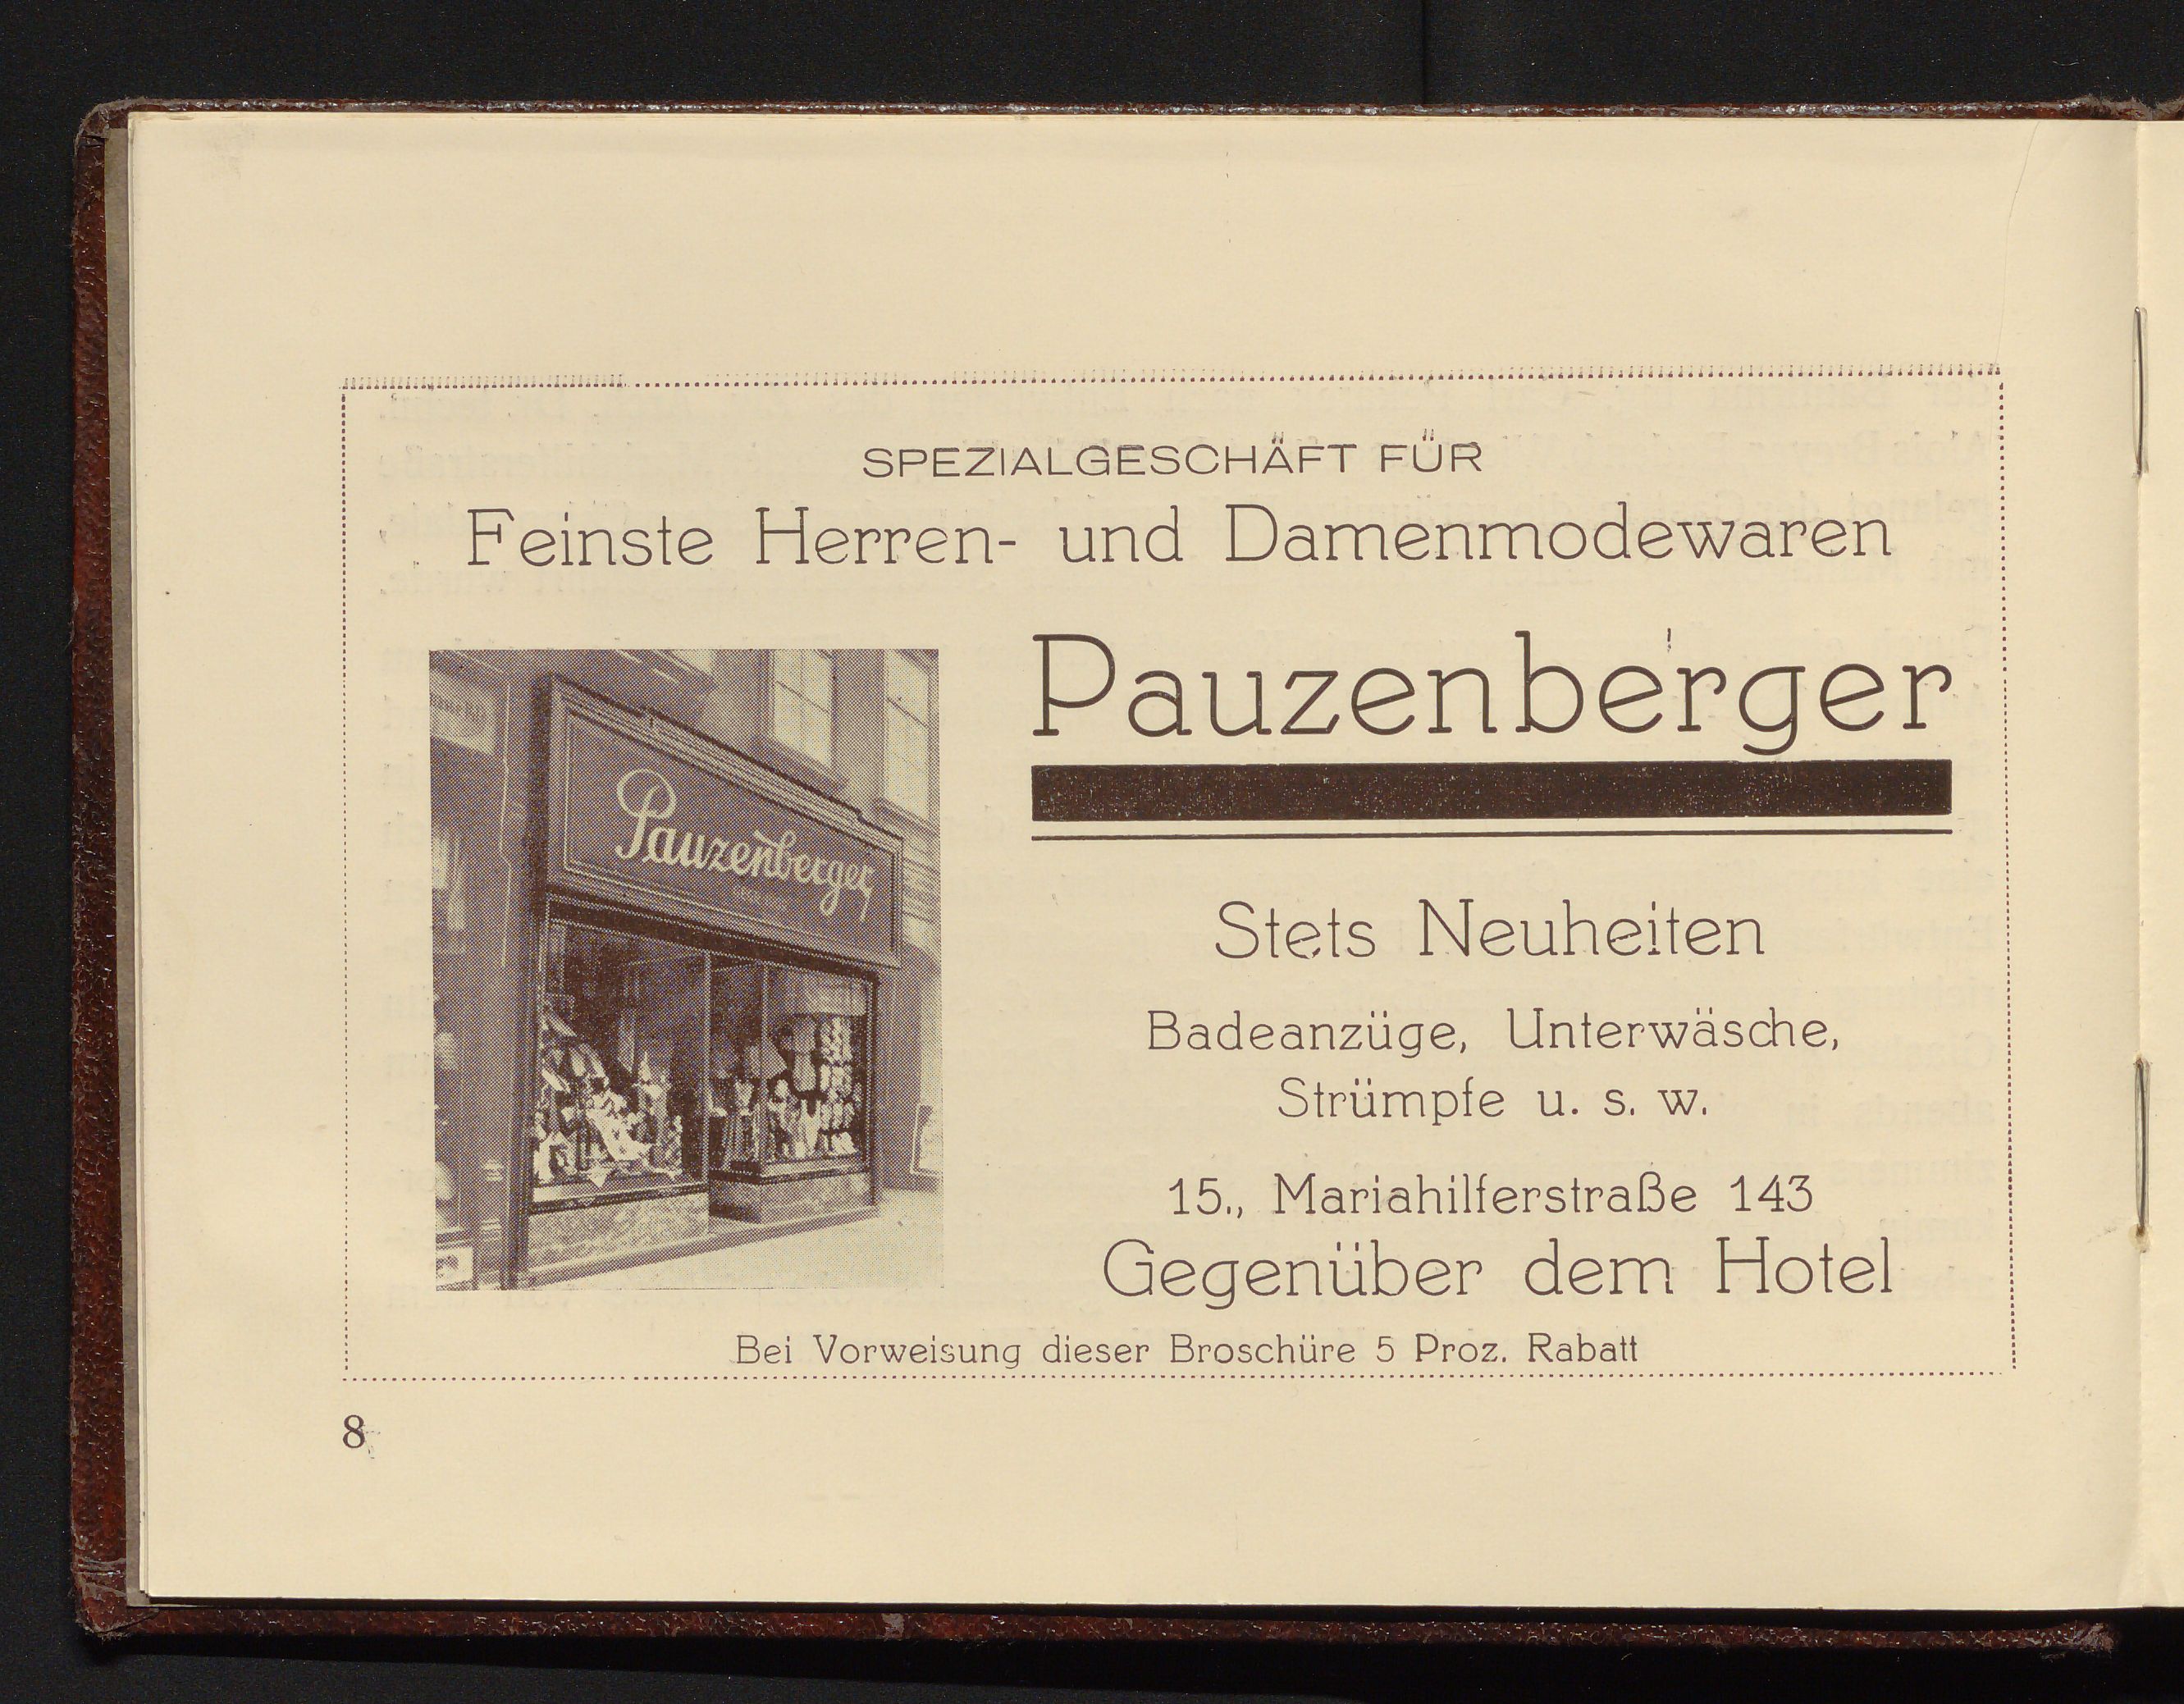 SPEZIALGESCHÄFT FÜR
Feinste Herren- und Damenmodewaren
Pauzenberger
Pauzenberger
Stets Neuheiten
Badeanzüge, Unterwäsche,
Strümpfe u. s. w.
15., Mariahilferstraße 143
Gegenüber dem Hotel
Bei Vorweisung dieser Broschüre 5 Proz. Rabatt
8